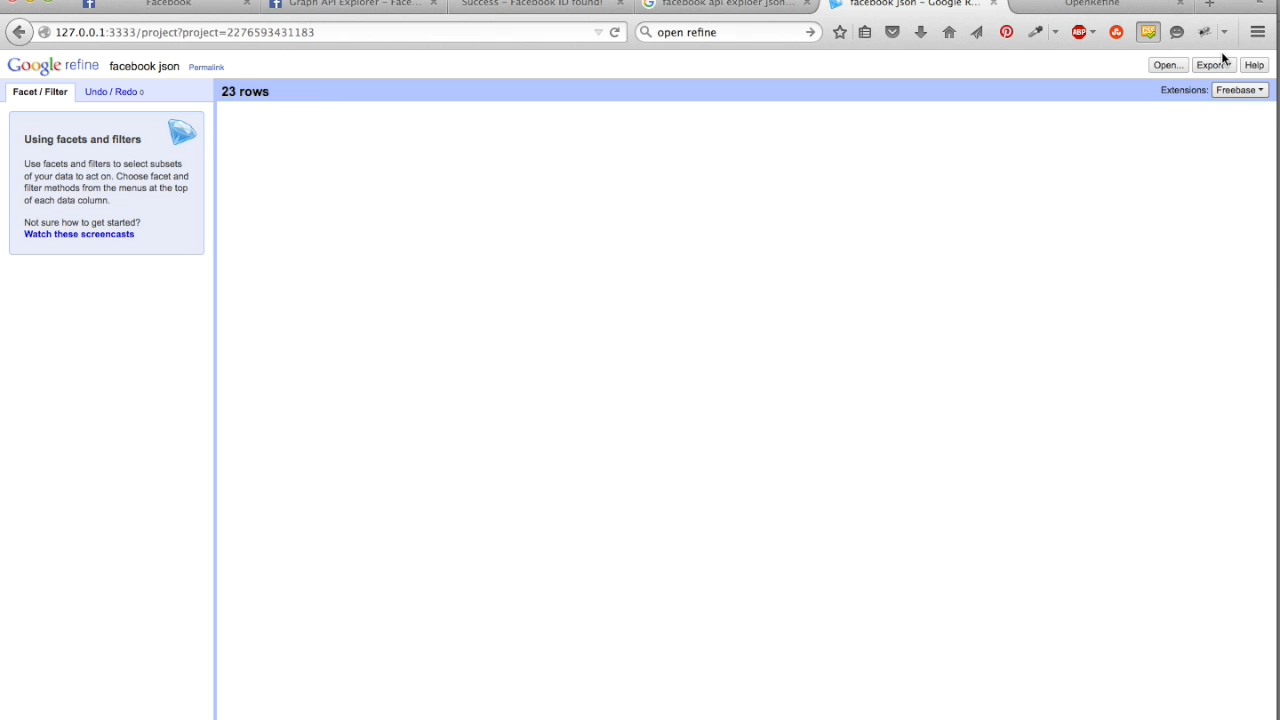 Facebook
Graph API Explorer – Face...
Success – Facebook ID found!
facebook api exploer json...
facebook json – Google R...
OpenRefine
127.0.0.1:3333/project?project=2276593431183
open refine
ABP
Google refine facebook json Permalink
Open... Export Help
Facet / Filter Undo / Redo 0
23 rows
Extensions: Freebase
Using facets and filters
Use facets and filters to select subsets
of your data to act on. Choose facet and
filter methods from the menus at the top
of each data column.
Not sure how to get started?
Watch these screencasts